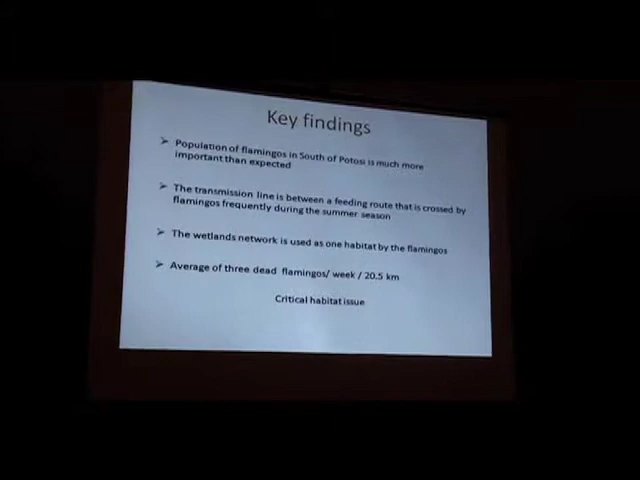 Key findings
➢ Population of flamingos in South of Potosi is much more
important than expected
➢ The transmission line is between a feeding route that is crossed by
flamingos frequently during the summer season
➢ The wetlands network is used as one habitat by the flamingos
➢ Average of three dead flamingos/ week / 20.5 km
Critical habitat issue